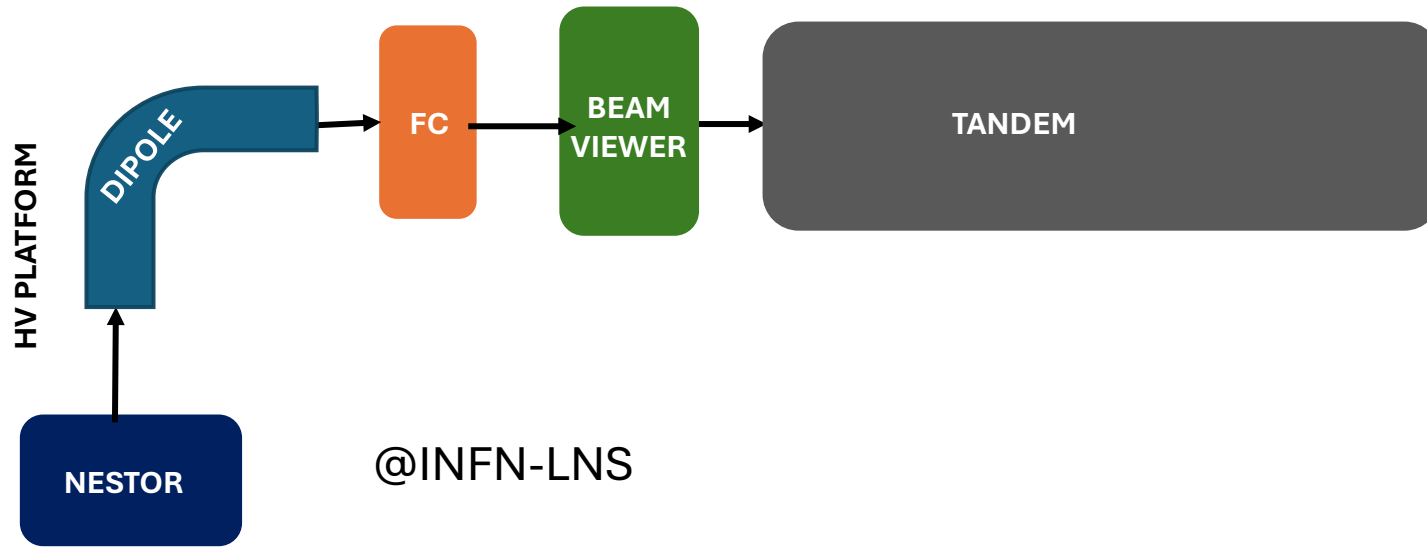 HV PLATFORM
DIPOLE
FC
BEAM
VIEWER
TANDEM
NESTOR
@INFN-LNS